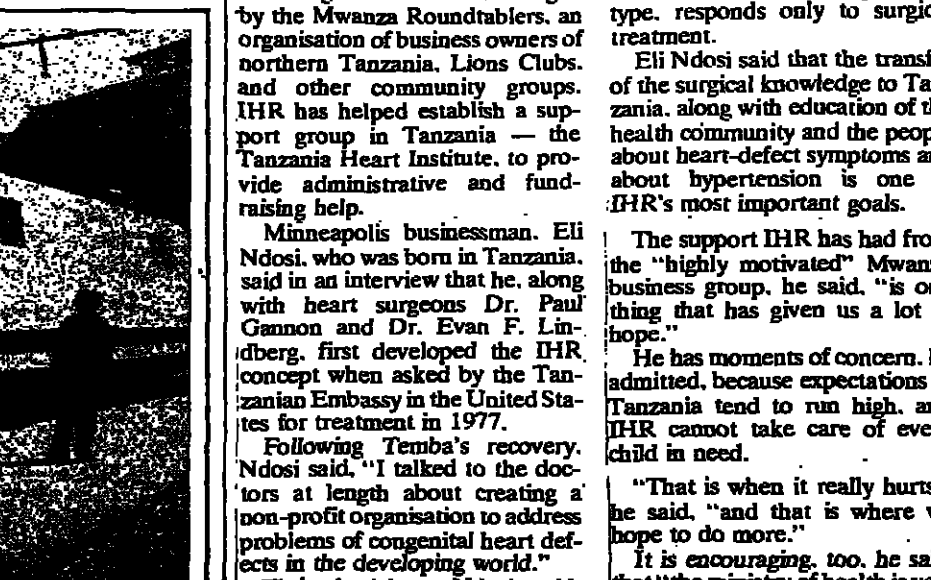 by the Mwanza Roundtablers, an
organisation of business owners of
northern Tanzania, Lions Clubs,
and other community groups.
IHR has helped establish a sup-
port group in Tanzania — the
Tanzania Heart Institute, to pro-
vide administrative and fund-
raising help.
Minneapolis businessman, Eli
Ndosi, who was born in Tanzania,
said in an interview that he, along
with heart surgeons Dr. Paul
Gannon and Dr. Evan F. Lin-
dberg, first developed the IHR
concept when asked by the Tan-
zanian Embassy in the United Sta-
tes for treatment in 1977.
Following Temba's recovery,
Ndosi said, "I talked to the doc-
tors at length about creating a
non-profit organisation to address
problems of congenital heart def-
ects in the developing world."
type, responds only to surgic
treatment.
Eli Ndosi said that the transf
of the surgical knowledge to Ta
zania, along with education of th
health community and the peop
about heart-defect symptoms a
about hypertension is one
IHR's most important goals.
The support IHR has had fro
the "highly motivated" Mwan
business group, he said, "is o
thing that has given us a lot
hope."
He has moments of concern,
admitted, because expectations
Tanzania tend to run high, a
IHR cannot take care of eve
child in need.
"That is when it really hurts
he said, "and that is where w
hope to do more."
It is encouraging, too, he sa